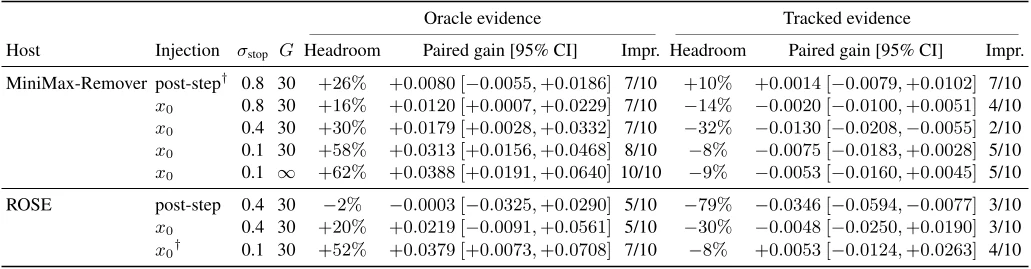 Oracle evidence Tracked evidence
Host Injection σstop G Headroom Paired gain [95% CI] Impr. Headroom Paired gain [95% CI] Impr.
MiniMax-Remover post-step† 0.8 30 +26% +0.0080 [−0.0055, +0.0186] 7/10 +10% +0.0014 [−0.0079, +0.0102] 7/10
x0 0.8 30 +16% +0.0120 [+0.0007, +0.0229] 7/10 −14% −0.0020 [−0.0100, +0.0051] 4/10
x0 0.4 30 +30% +0.0179 [+0.0028, +0.0332] 7/10 −32% −0.0130 [−0.0208, −0.0055] 2/10
x0 0.1 30 +58% +0.0313 [+0.0156, +0.0468] 8/10 −8% −0.0075 [−0.0183, +0.0028] 5/10
x0 0.1 ∞ +62% +0.0388 [+0.0191, +0.0640] 10/10 −9% −0.0053 [−0.0160, +0.0045] 5/10
ROSE post-step 0.4 30 −2% −0.0003 [−0.0325, +0.0290] 5/10 −79% −0.0346 [−0.0594, −0.0077] 3/10
x0 0.4 30 +20% +0.0219 [−0.0091, +0.0561] 5/10 −30% −0.0048 [−0.0250, +0.0190] 3/10
x0† 0.1 30 +52% +0.0379 [+0.0073, +0.0708] 7/10 −8% +0.0053 [−0.0124, +0.0263] 4/10